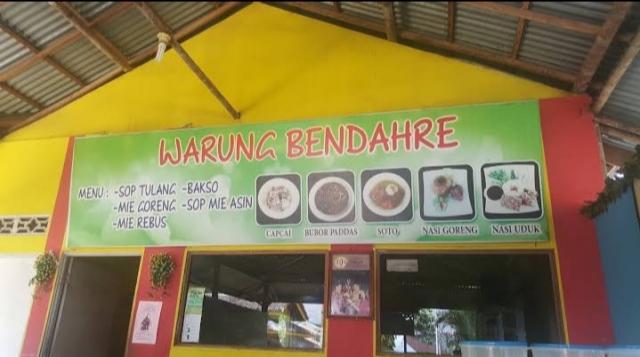 WARUNG BENDAHRE
MENU : -SOP TULANG -BAKSO
-MIE GORENG -SOP MIE ASIN
-MIE REBUS
CAPCAI BUBOR PADDAS SOTO NASI GORENG NASI UDUK